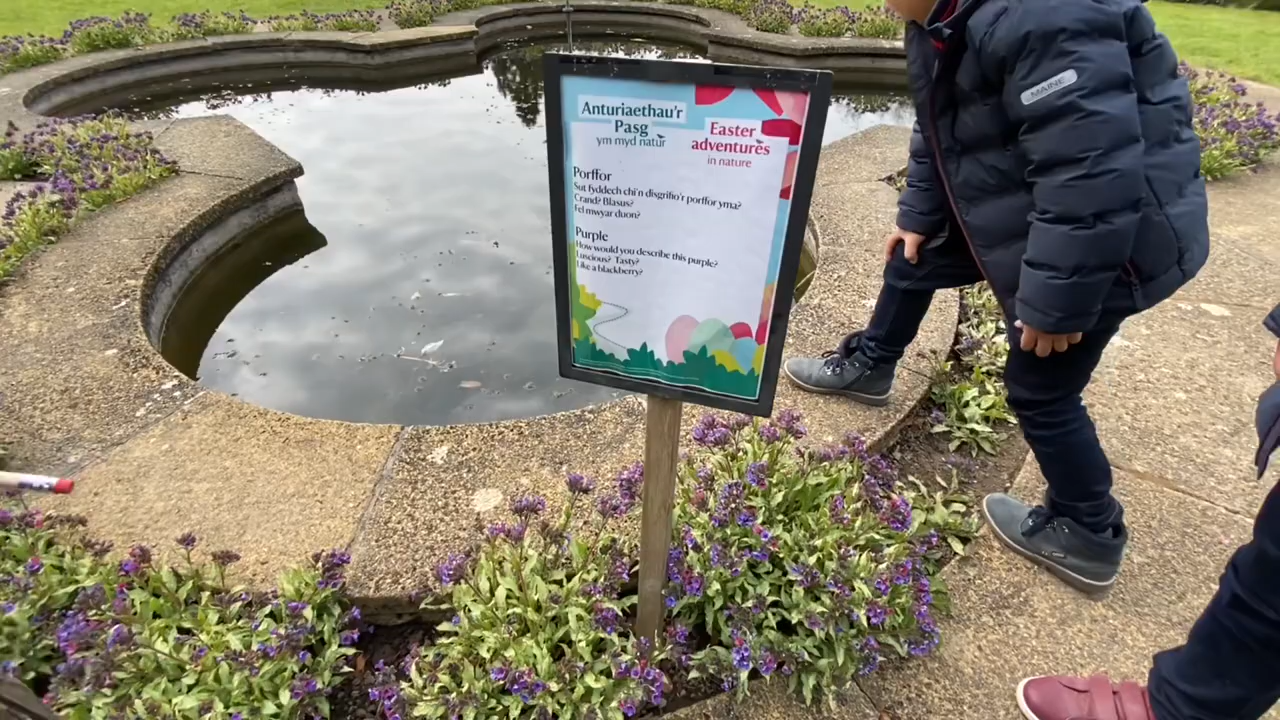 Anturiaethau'r
Pasg
ym myd natur
Easter
adventures
in nature
Porffor
Sut fyddech chi'n disgrifio'r porffor yma?
Crand? Blasus?
Fel mwyar duon?
Purple
How would you describe this purple?
Luscious? Tasty?
Like a blackberry?
MAINE